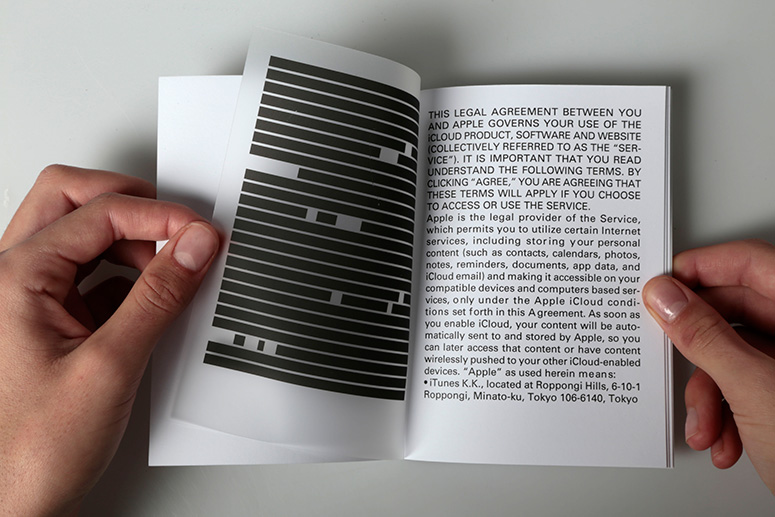 THIS LEGAL AGREEMENT BETWEEN YOU
AND APPLE GOVERNS YOUR USE OF THE
iCLOUD PRODUCT, SOFTWARE AND WEBSITE
(COLLECTIVELY REFERRED TO AS THE “SER-
VICE”). IT IS IMPORTANT THAT YOU READ
UNDERSTAND THE FOLLOWING TERMS. BY
CLICKING “AGREE,” YOU ARE AGREEING THAT
THESE TERMS WILL APPLY IF YOU CHOOSE
TO ACCESS OR USE THE SERVICE.
Apple is the legal provider of the Service,
which permits you to utilize certain Internet
services, including storing your personal
content (such as contacts, calendars, photos,
notes, reminders, documents, app data, and
iCloud email) and making it accessible on your
compatible devices and computers based ser-
vices, only under the Apple iCloud condi-
tions set forth in this Agreement. As soon as
you enable iCloud, your content will be auto-
matically sent to and stored by Apple, so you
can later access that content or have content
wirelessly pushed to your other iCloud-enabled
devices. “Apple” as used herein means:
• iTunes K.K., located at Roppongi Hills, 6-10-1
Roppongi, Minato-ku, Tokyo 106-6140, Tokyo